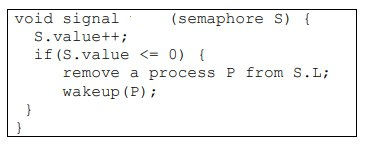 void signal (semaphore S) {
S.value++;
if(S.value <= 0) {
remove a process P from S.L;
wakeup(P);
}
}